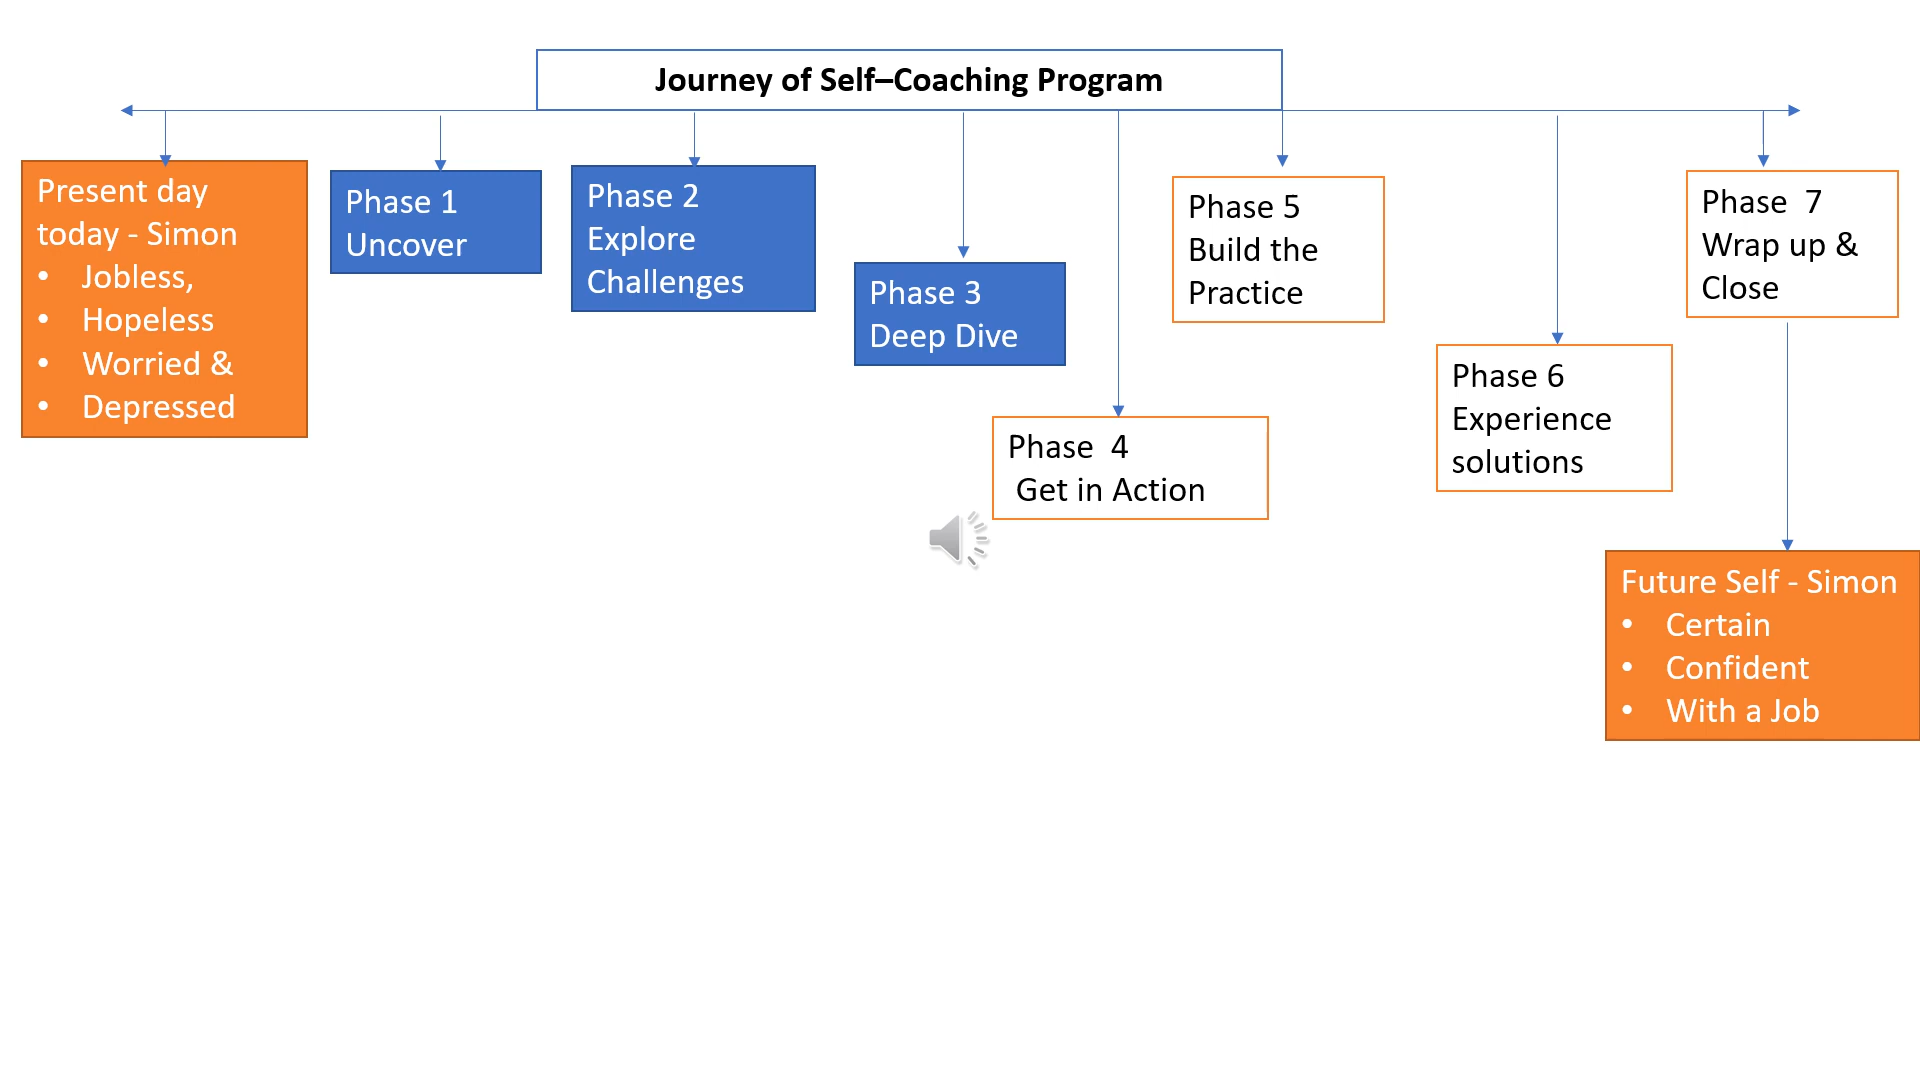 Journey of Self–Coaching Program
Present day
today - Simon
• Jobless,
• Hopeless
• Worried &
• Depressed
Phase 1
Uncover
Phase 2
Explore
Challenges
Phase 3
Deep Dive
Phase  4
Get in Action
Phase 5
Build the
Practice
Phase 6
Experience
solutions
Phase  7
Wrap up &
Close
Future Self - Simon
• Certain
• Confident
• With a Job